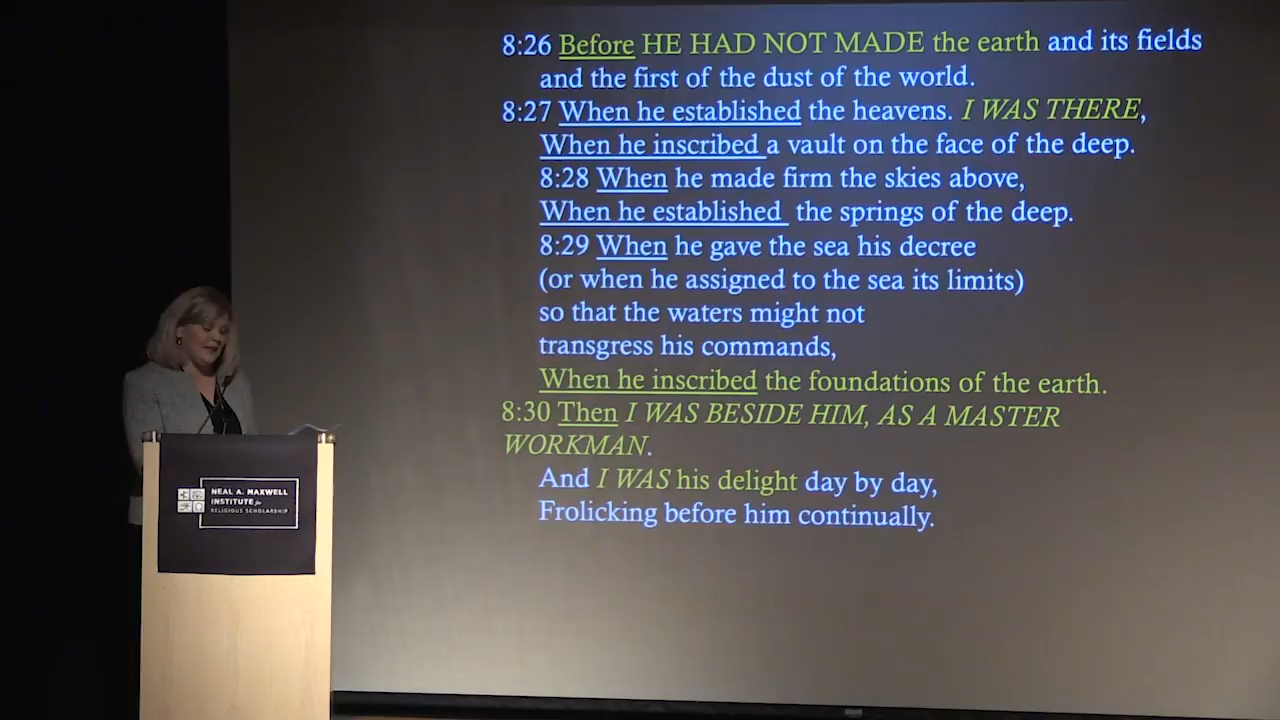 8:26 Before HE HAD NOT MADE the earth and its fields
and the first of the dust of the world.
8:27 When he established the heavens. I WAS THERE,
When he inscribed a vault on the face of the deep.
8:28 When he made firm the skies above,
When he established the springs of the deep.
8:29 When he gave the sea his decree
(or when he assigned to the sea its limits)
so that the waters might not
transgress his commands,
When he inscribed the foundations of the earth.
8:30 Then I WAS BESIDE HIM, AS A MASTER
WORKMAN.
And I WAS his delight day by day,
Frolicking before him continually.
NEAL A. MAXWELL
INSTITUTE for
RELIGIOUS SCHOLARSHIP